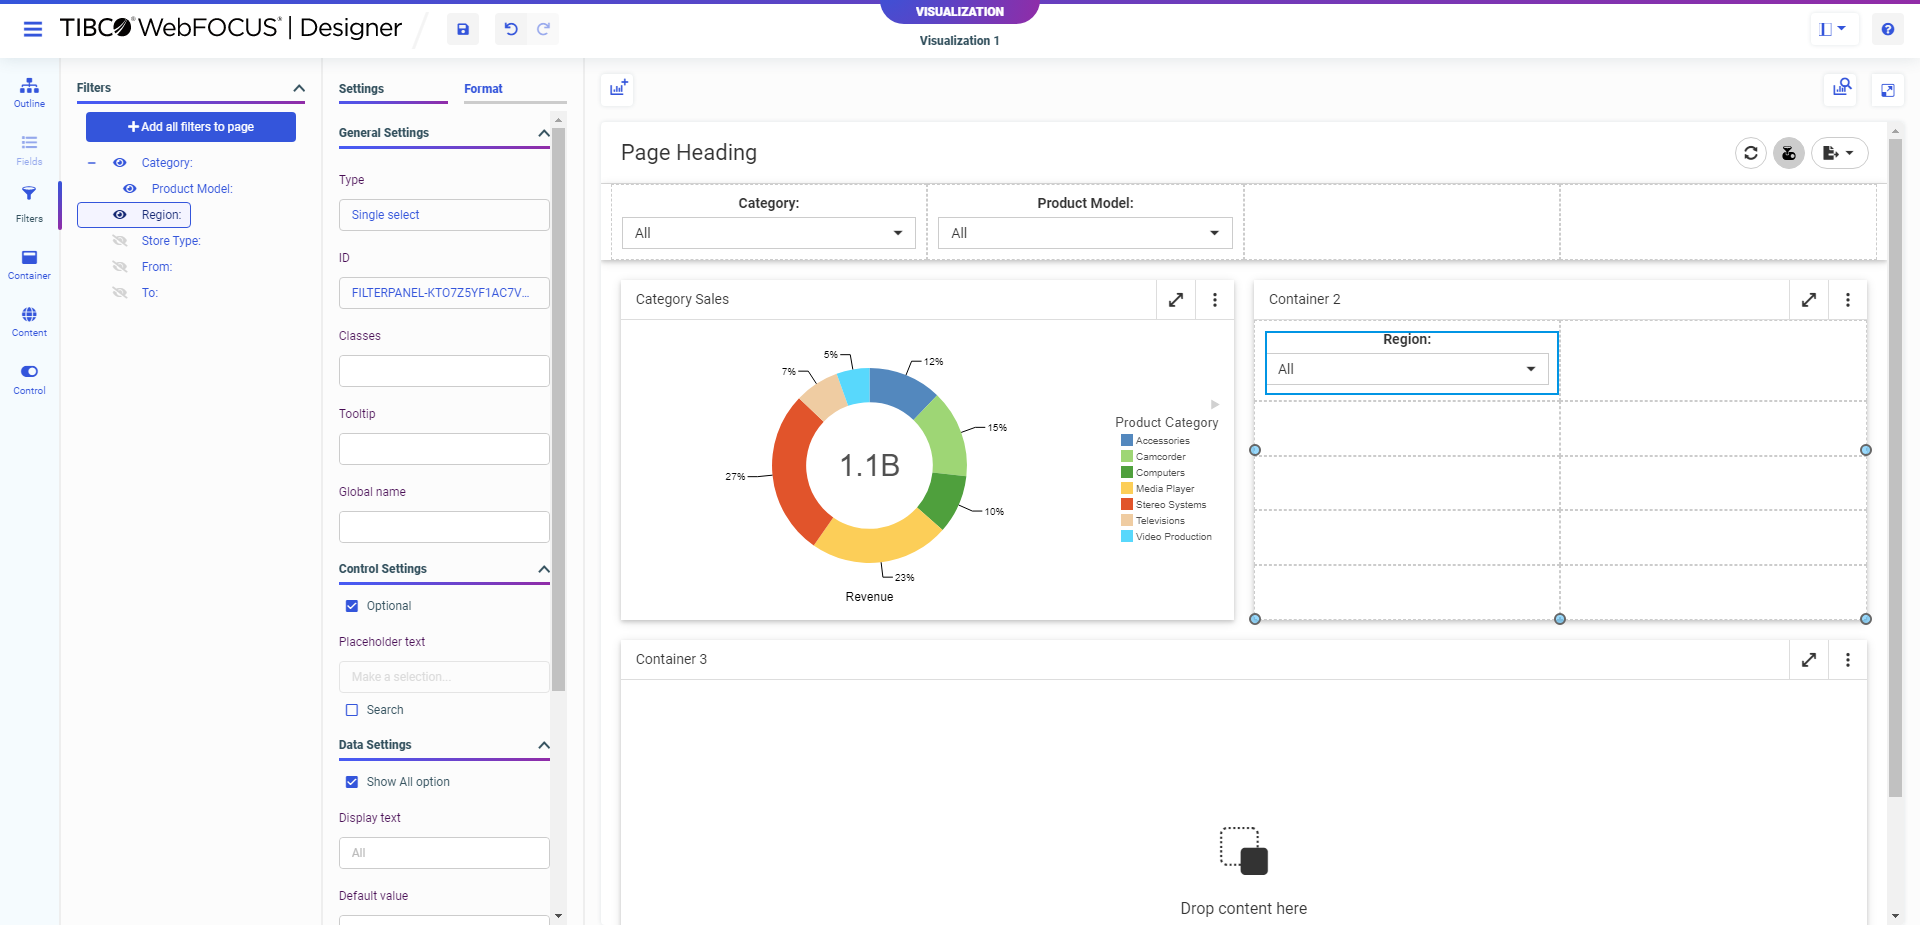 VISUALIZATION
TIBCO® WebFOCUS® | Designer
Visualization 1
Outline
Fields
Filters
Container
Content
Control
Filters
Add all filters to page
Category:
Product Model:
Region:
Store Type:
From:
To:
Settings
Format
General Settings
Type
Single select
ID
FILTERPANEL-KTO7Z5YF1AC7V...
Classes
Tooltip
Global name
Control Settings
Optional
Placeholder text
Make a selection...
Search
Data Settings
Show All option
Display text
All
Default value
Page Heading
Category:
All
Product Model:
All
Category Sales
5%
12%
7%
15%
27%
10%
23%
1.1B
Revenue
Product Category
Accessories
Camcorder
Computers
Media Player
Stereo Systems
Televisions
Video Production
Container 2
Region:
All
Container 3
Drop content here